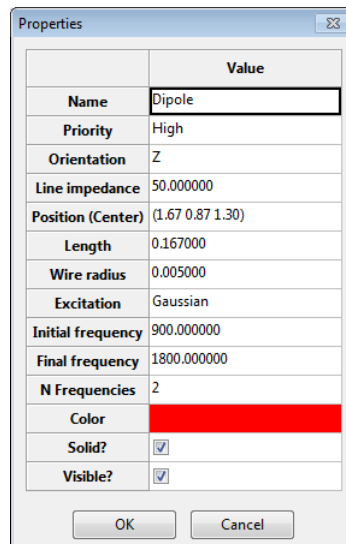 Properties
Value
Name Dipole
Priority High
Orientation Z
Line impedance 50.000000
Position (Center) (1.67 0.87 1.30)
Length 0.167000
Wire radius 0.005000
Excitation Gaussian
Initial frequency 900.000000
Final frequency 1800.000000
N Frequencies 2
Color
Solid?
Visible?
OK Cancel